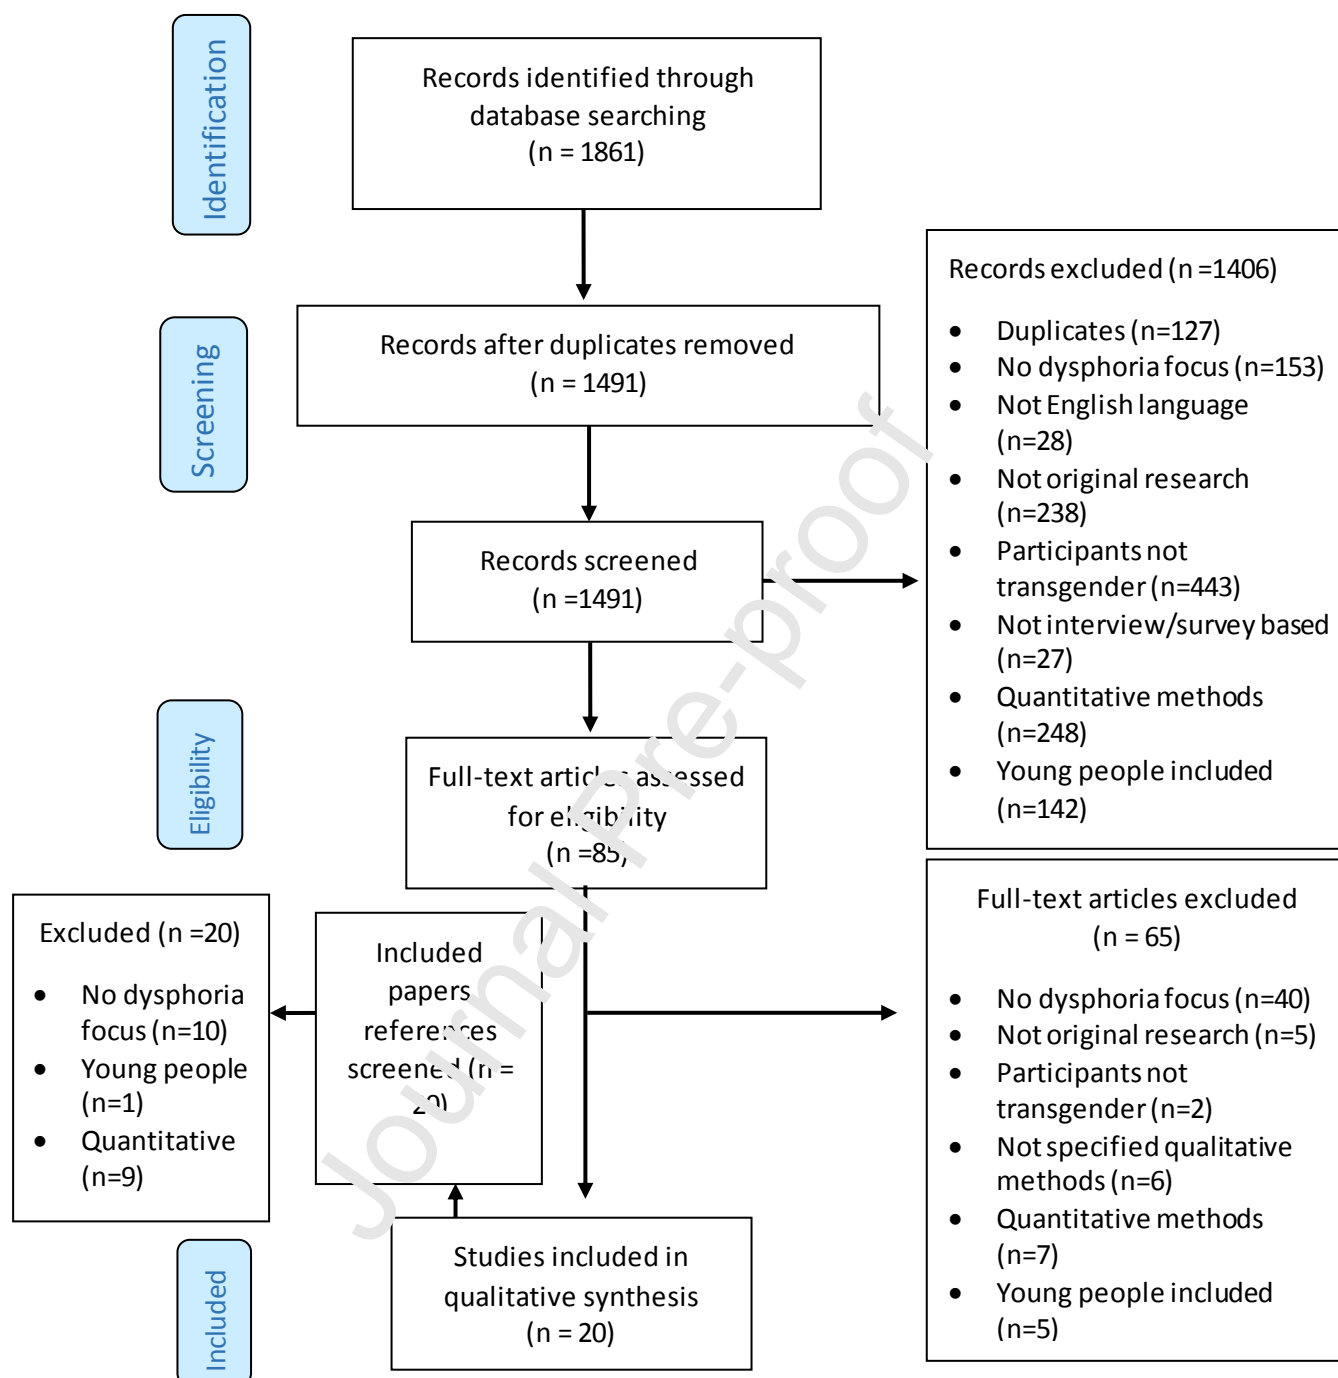 Identification
Records identified through
database searching
(n = 1861)
Screening
Records after duplicates removed
(n = 1491)
Records screened
(n =1491)
Records excluded (n =1406)
• Duplicates (n=127)
• No dysphoria focus (n=153)
• Not English language
(n=28)
• Not original research
(n=238)
• Participants not
transgender (n=443)
• Not interview/survey based
(n=27)
• Quantitative methods
(n=248)
• Young people included
(n=142)
Eligibility
Full-text articles assessed
for eligibility
(n =85)
Full-text articles excluded
(n = 65)
• No dysphoria focus (n=40)
• Not original research (n=5)
• Participants not
transgender (n=2)
• Not specified qualitative
methods (n=6)
• Quantitative methods
(n=7)
• Young people included
(n=5)
Included
papers
references
screened (n =
20)
Excluded (n =20)
• No dysphoria
focus (n=10)
• Young people
(n=1)
• Quantitative
(n=9)
Included
Studies included in
qualitative synthesis
(n = 20)
Journal Pre-proof